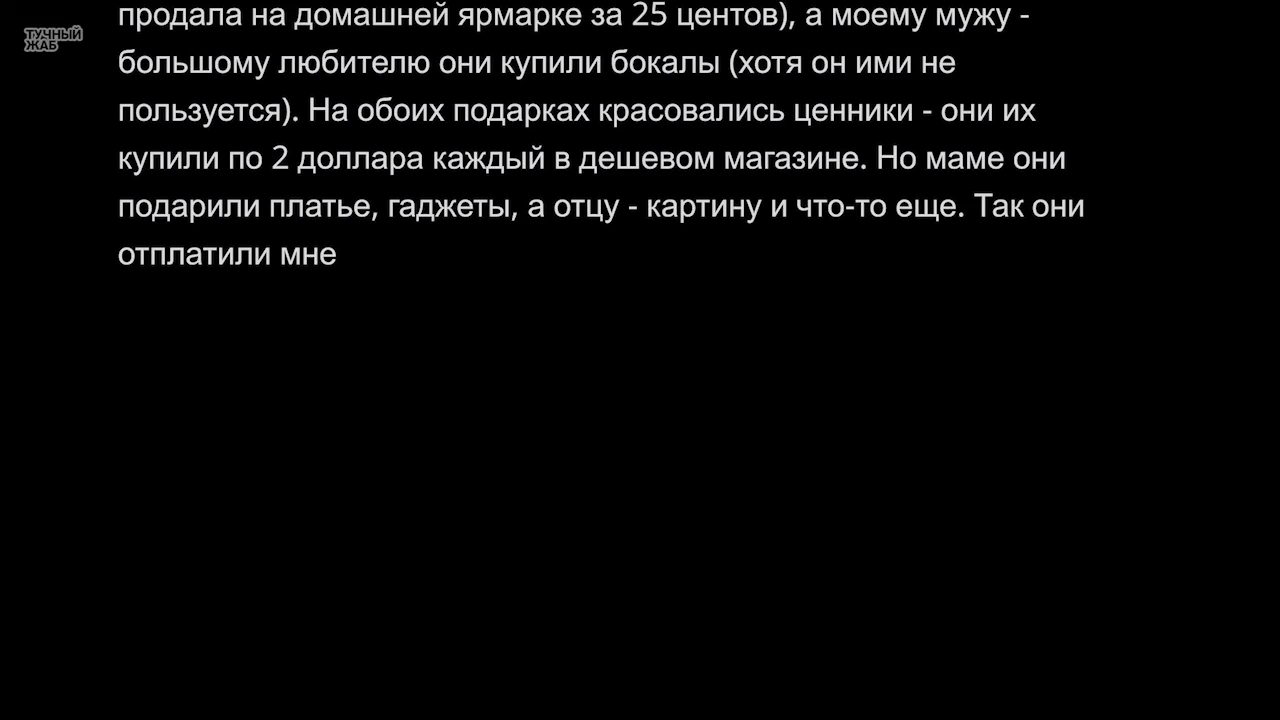 ТУЧНЫЙ
ЖАБ
продала на домашней ярмарке за 25 центов), а моему мужу -
большому любителю они купили бокалы (хотя он ими не
пользуется). На обоих подарках красовались ценники - они их
купили по 2 доллара каждый в дешевом магазине. Но маме они
подарили платье, гаджеты, а отцу - картину и что-то еще. Так они
отплатили мне